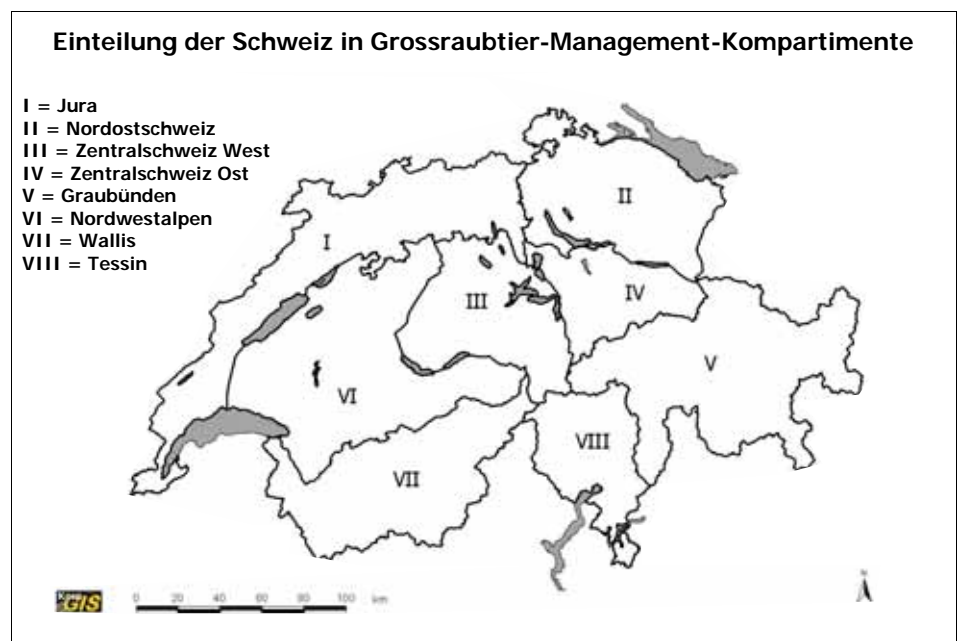 Einteilung der Schweiz in Grossraubtier-Management-Kompartimente
I = Jura
II = Nordostschweiz
III = Zentralschweiz West
IV = Zentralschweiz Ost
V = Graubünden
VI = Nordwestalpen
VII = Wallis
VIII = Tessin
II
I
III
IV
V
VI
VIII
VII
GIS
0 20 40 60 80 100 km